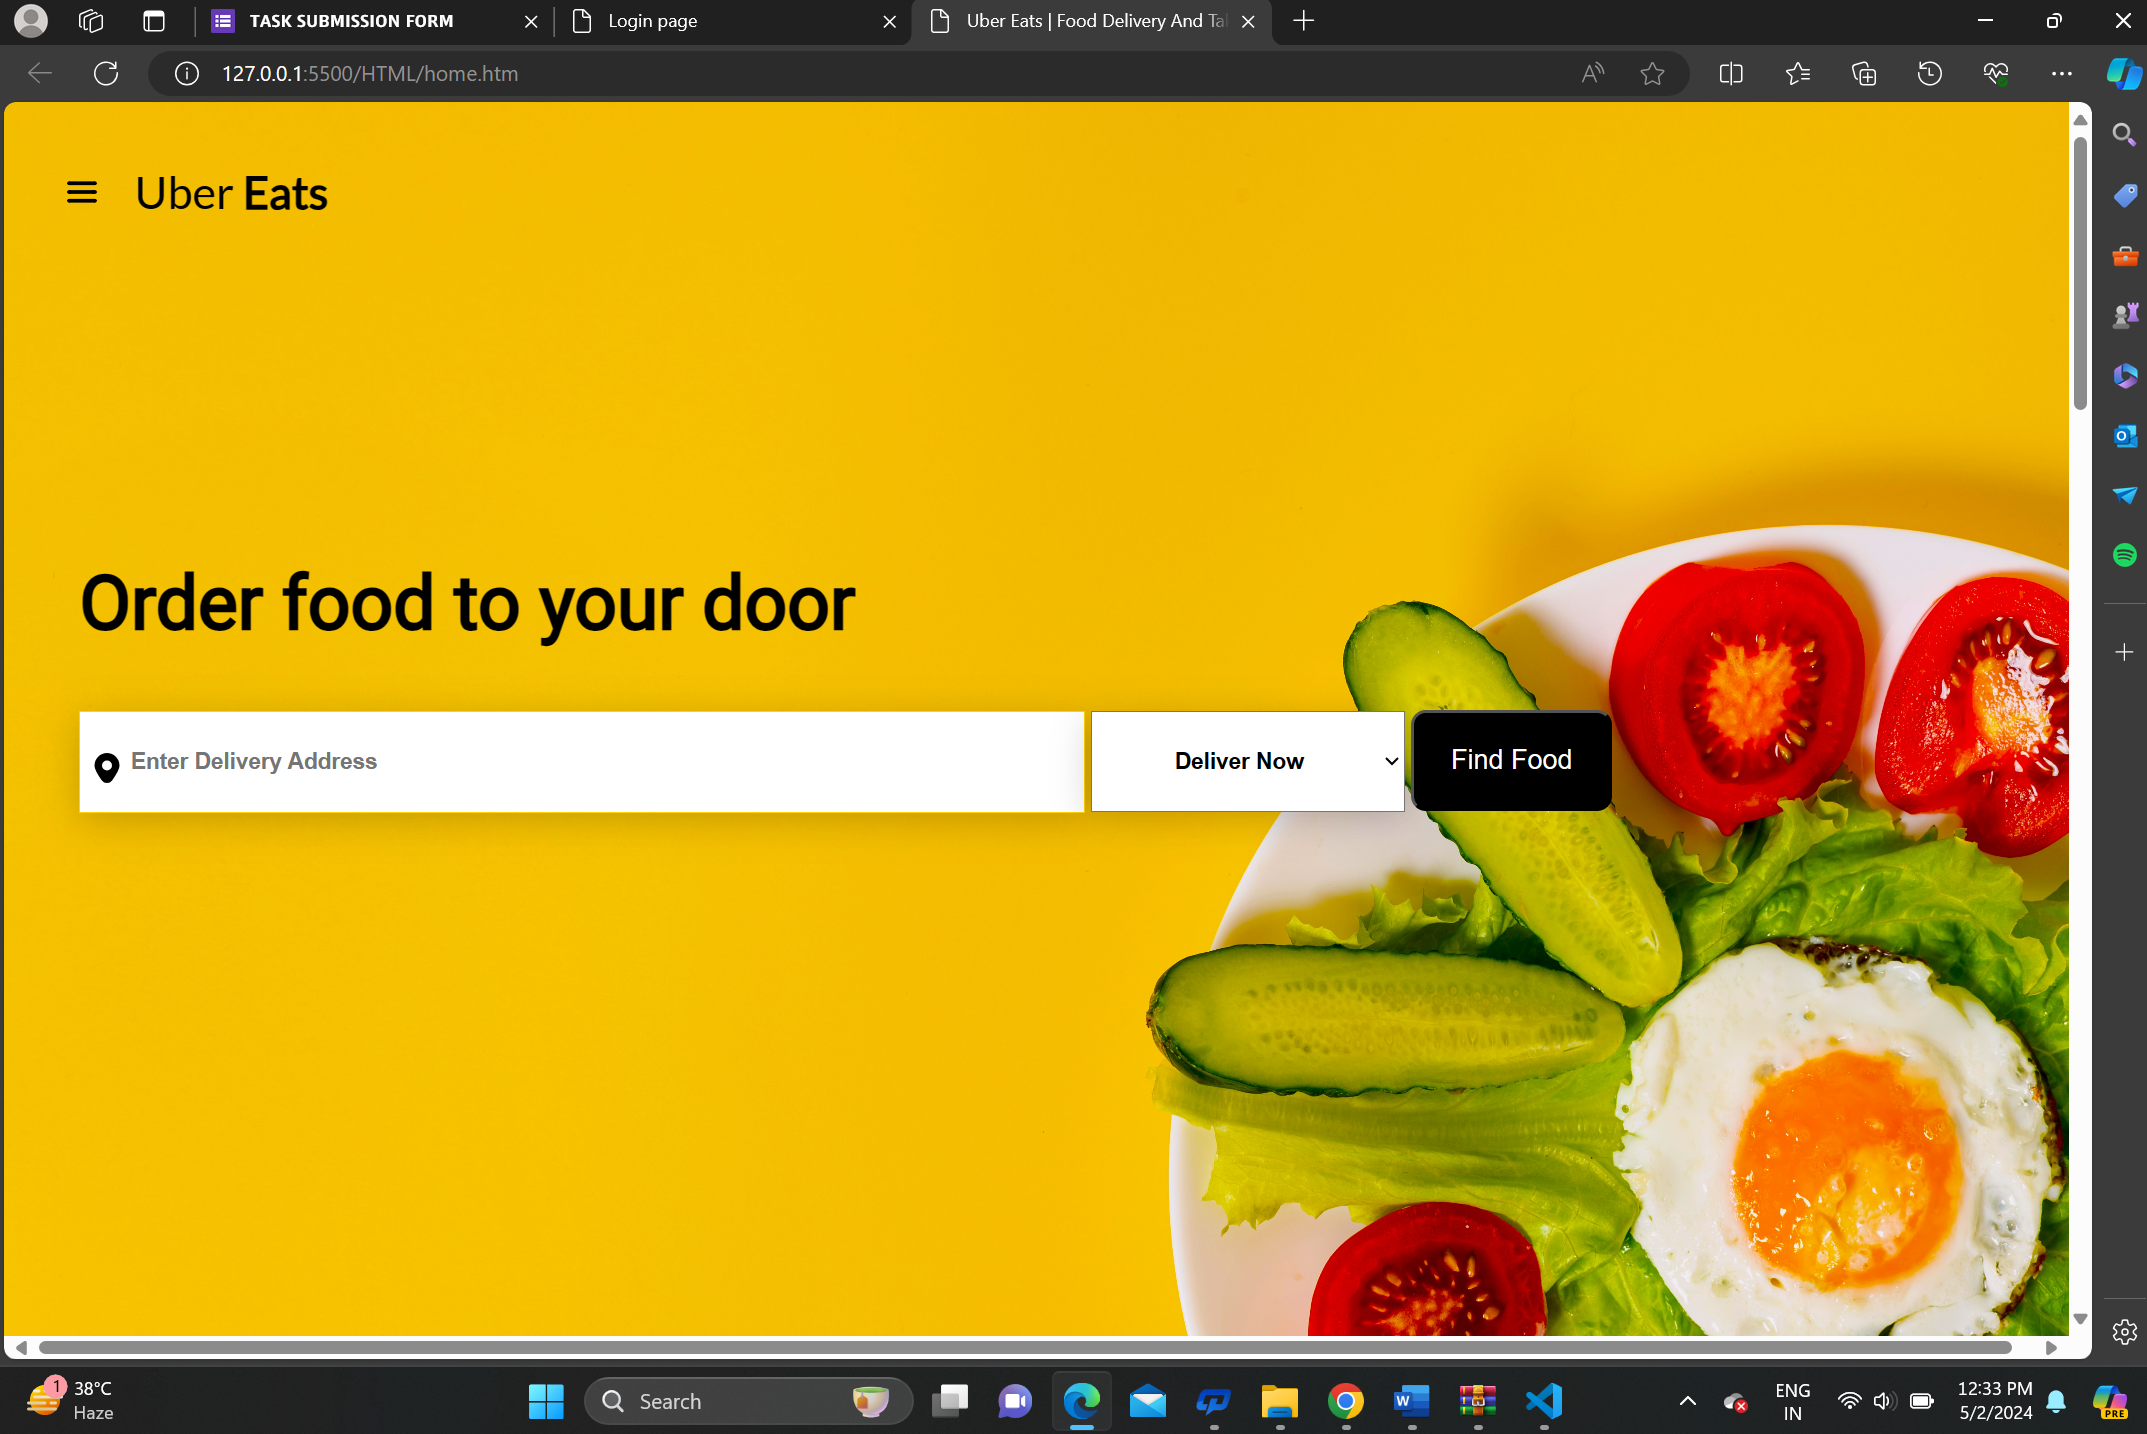 TASK SUBMISSION FORM
Login page
Uber Eats | Food Delivery And Ta
127.0.0.1:5500/HTML/home.htm
Uber Eats
Order food to your door
Enter Delivery Address
Deliver Now
Find Food
1
38°C
Haze
Search
ENG
IN
12:33 PM
5/2/2024
PRE